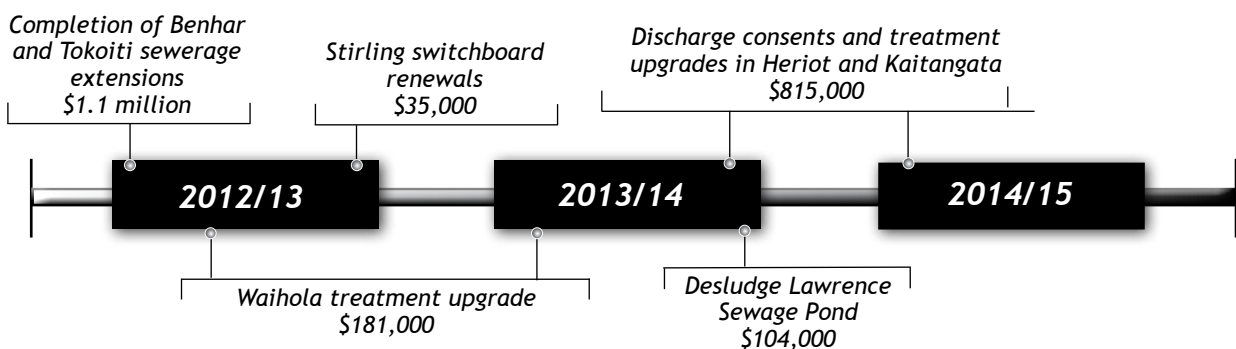 Completion of Benhar
and Tokoiti sewerage
extensions
$1.1 million
Stirling switchboard
renewals
$35,000
Discharge consents and treatment
upgrades in Heriot and Kaitangata
$815,000
2012/13
2013/14
2014/15
Waihola treatment upgrade
$181,000
Desludge Lawrence
Sewage Pond
$104,000